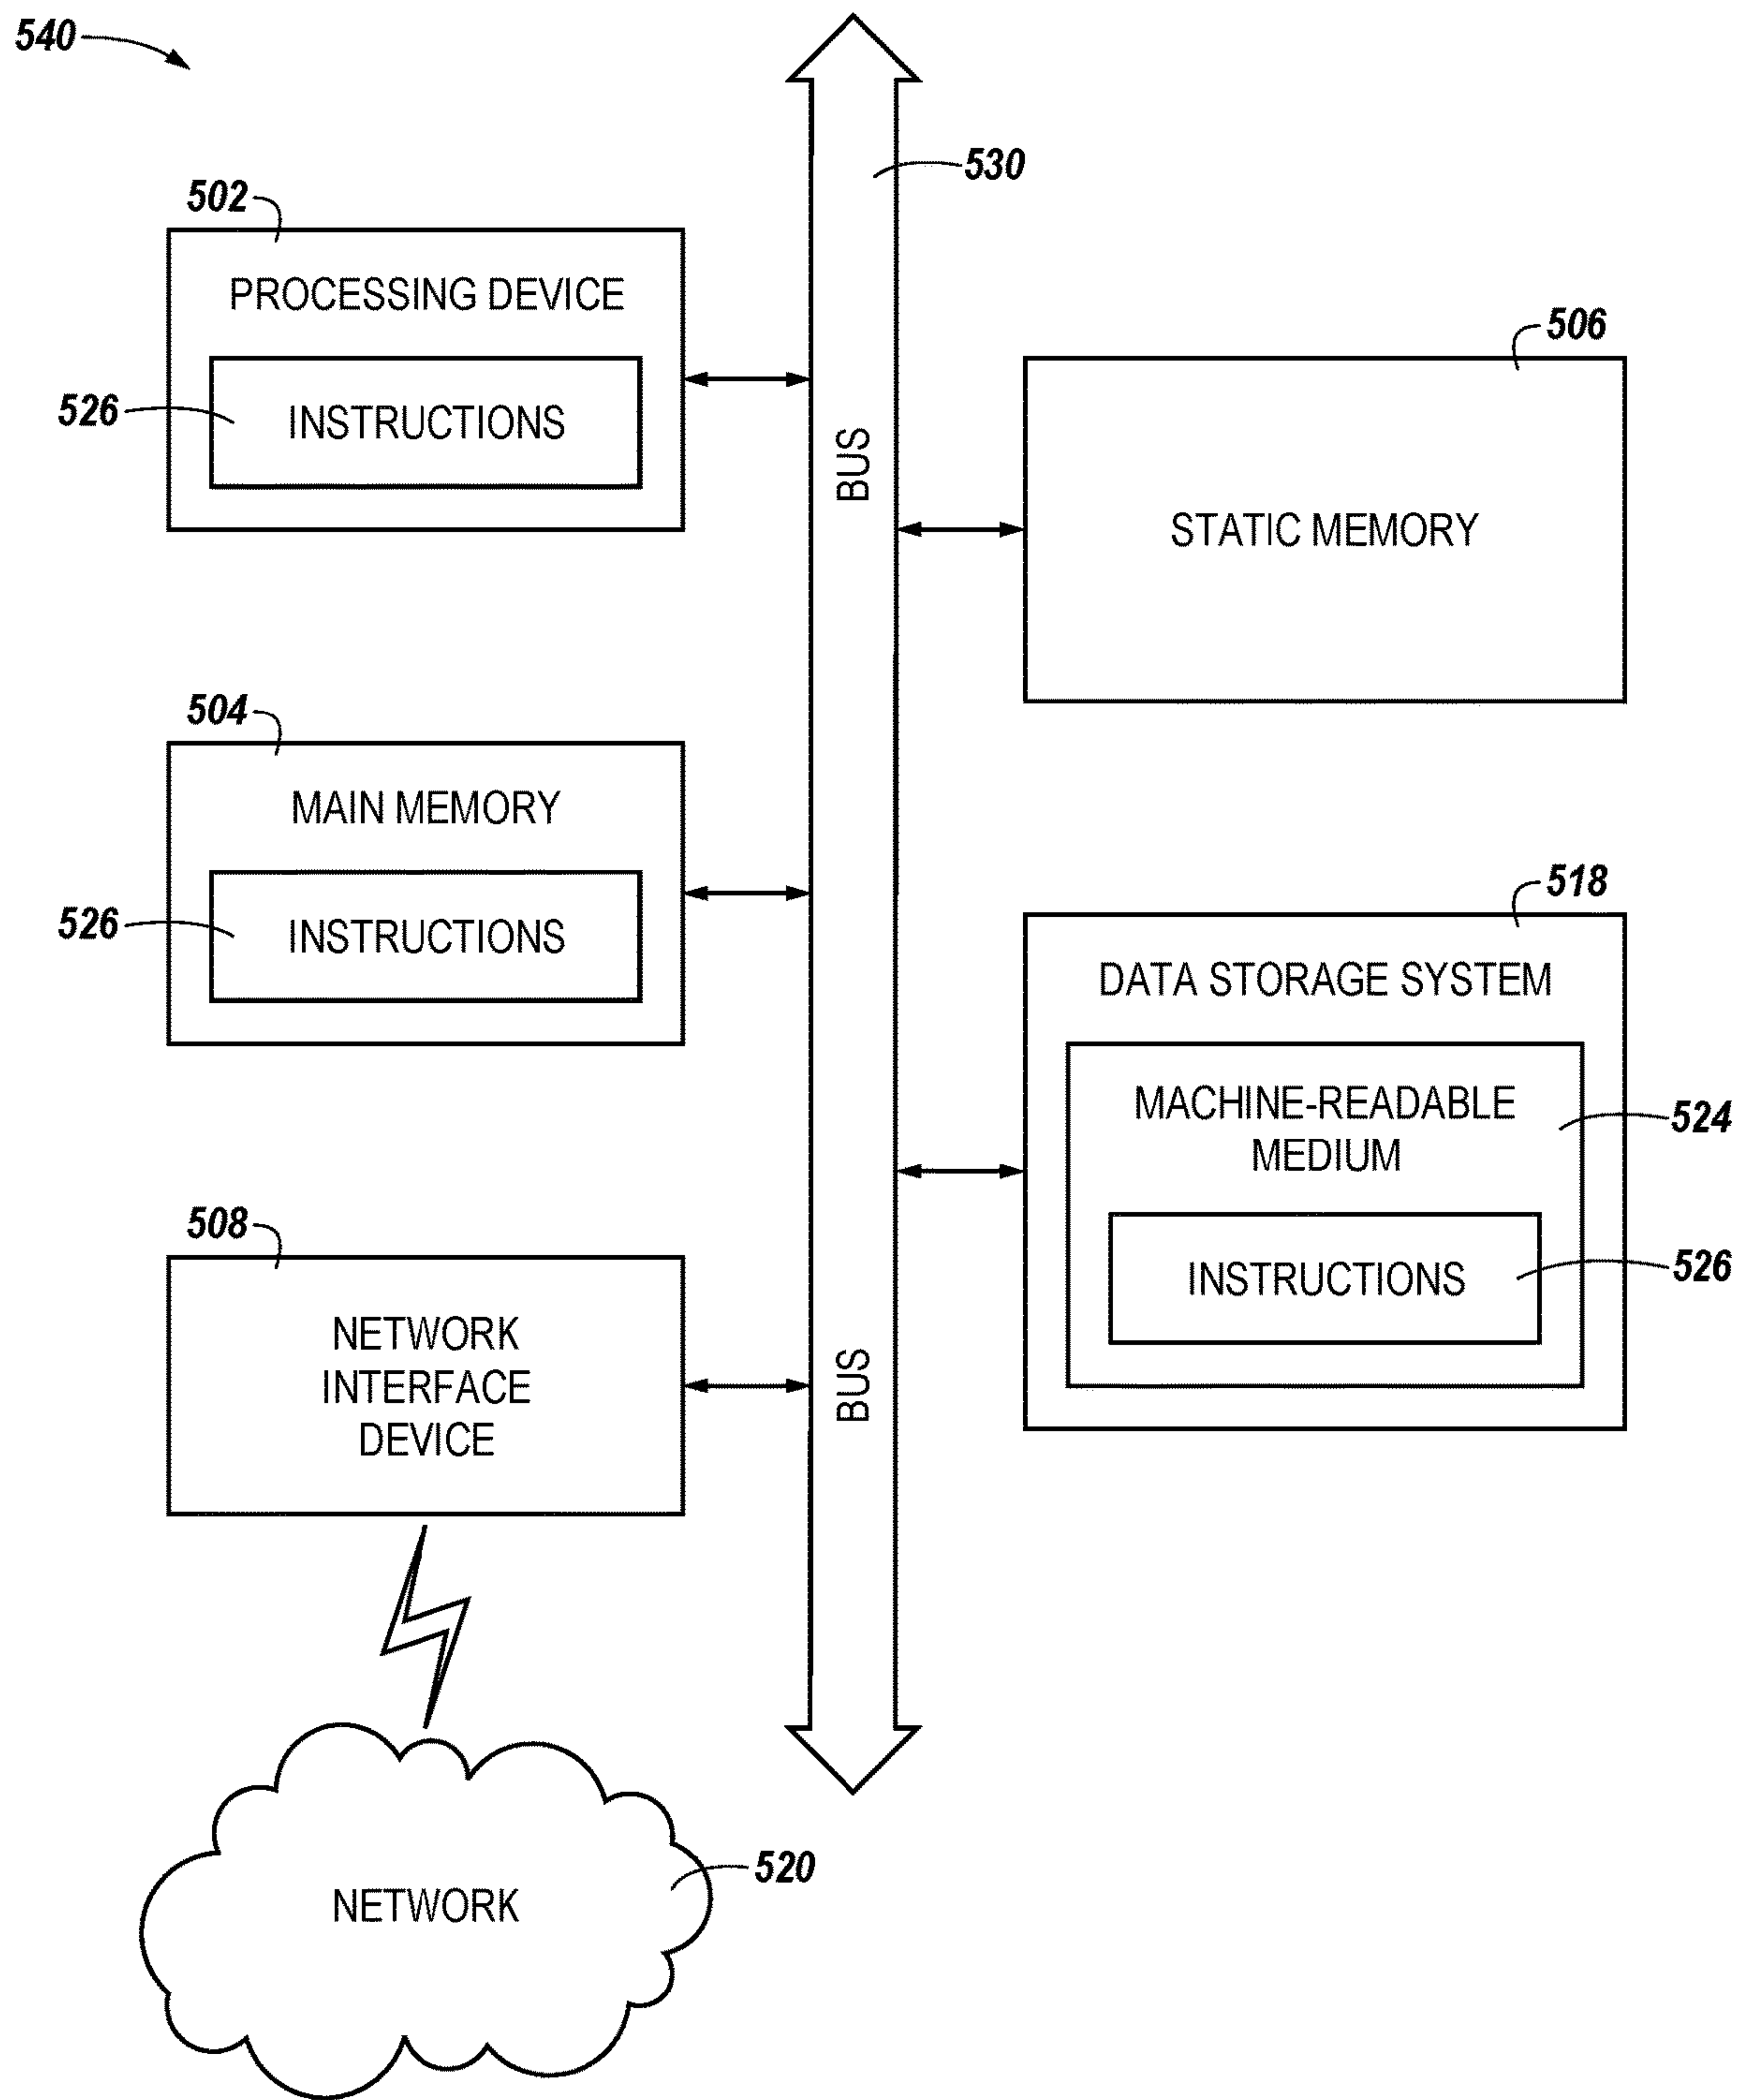 540
530
502
PROCESSING DEVICE
526
INSTRUCTIONS
BUS
506
STATIC MEMORY
504
MAIN MEMORY
526
INSTRUCTIONS
518
DATA STORAGE SYSTEM
MACHINE-READABLE
MEDIUM
524
INSTRUCTIONS
526
508
NETWORK
INTERFACE
DEVICE
BUS
520
NETWORK